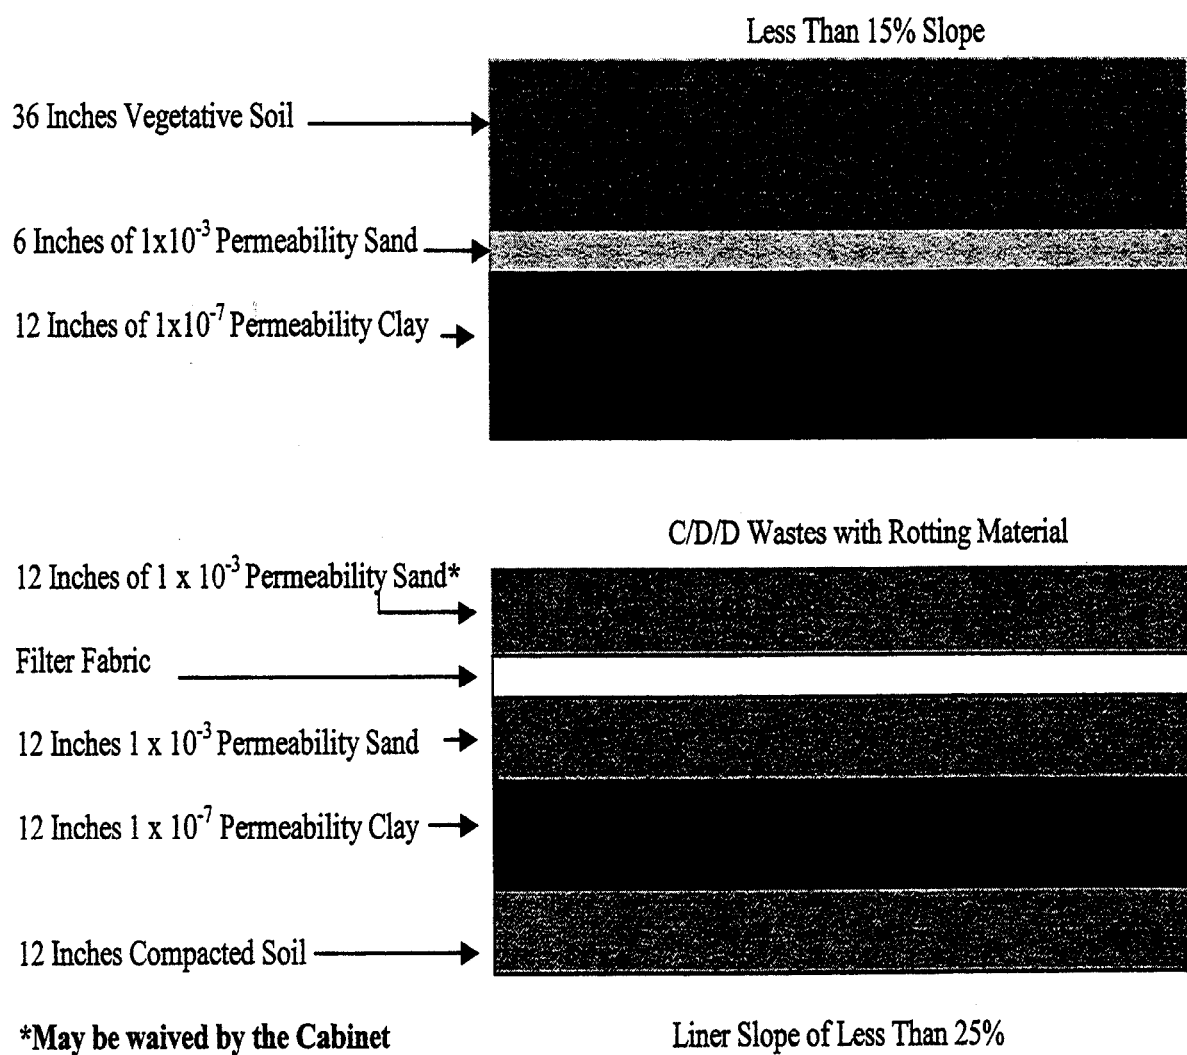 Less Than 15% Slope
36 Inches Vegetative Soil
6 Inches of 1x10⁻³ Permeability Sand
12 Inches of 1x10⁻⁷ Permeability Clay
C/D/D Wastes with Rotting Material
12 Inches of 1 x 10⁻³ Permeability Sand*
Filter Fabric
12 Inches 1 x 10⁻³ Permeability Sand
12 Inches 1 x 10⁻⁷ Permeability Clay
12 Inches Compacted Soil
*May be waived by the Cabinet
Liner Slope of Less Than 25%